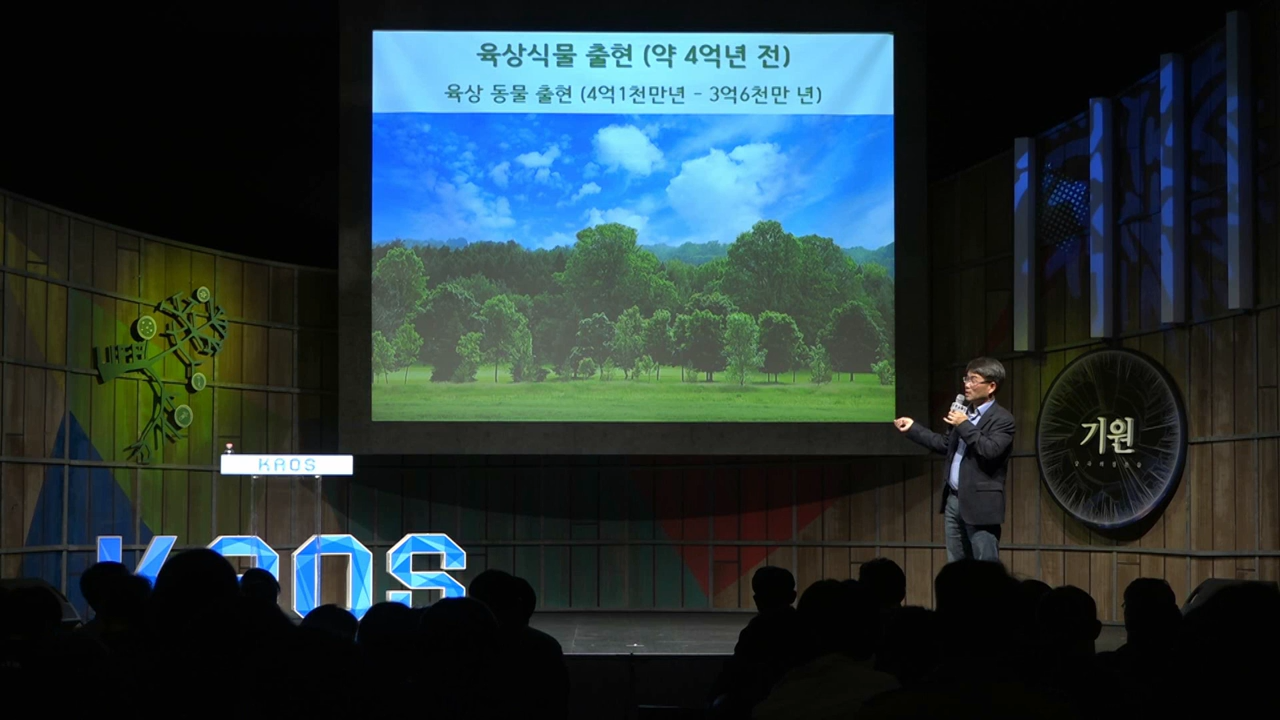 육상식물 출현 (약 4억년 전)
육상 동물 출현 (4억1천만년 - 3억6천만 년)
KAOS
기원
KAOS